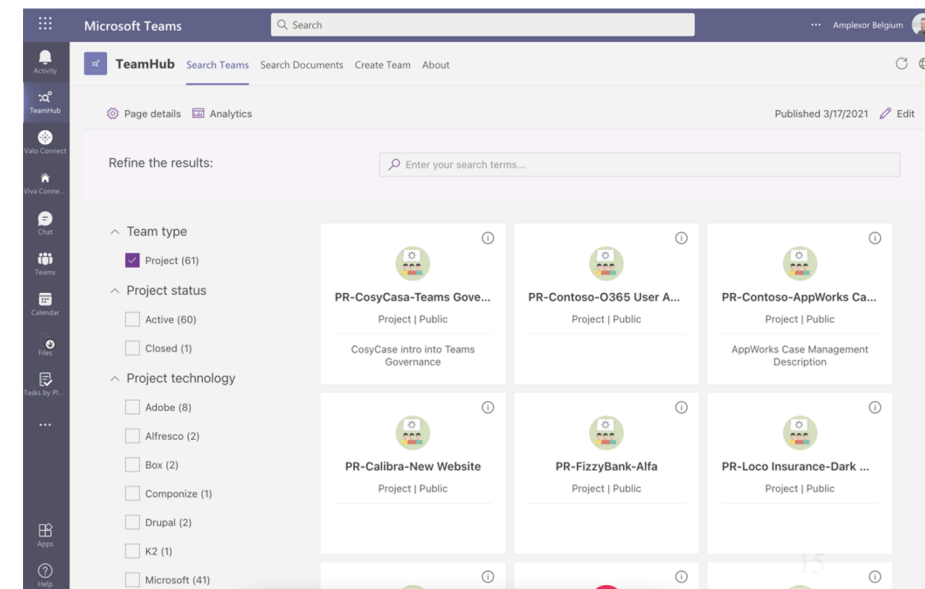 Microsoft Teams
Search
... Amplexor Belgium
Activity
TeamHub Search Teams Search Documents Create Team About
TeamHub
Page details Analytics
Published 3/17/2021 Edit
Valo Connect
Refine the results:
Enter your search terms...
Viva Conne...
Chat
Teams
Calendar
Files
Tasks by Pl...
...
Apps
Help
Team type
Project (61)
Project status
Active (60)
Closed (1)
Project technology
Adobe (8)
Alfresco (2)
Box (2)
Componize (1)
Drupal (2)
K2 (1)
Microsoft (41)
PR-CosyCasa-Teams Gove...
Project | Public
CosyCase intro into Teams
Governance
PR-Contoso-O365 User A...
Project | Public
PR-Contoso-AppWorks Ca...
Project | Public
AppWorks Case Management
Description
PR-Calibra-New Website
Project | Public
PR-FizzyBank-Alfa
Project | Public
PR-Loco Insurance-Dark ...
Project | Public
15